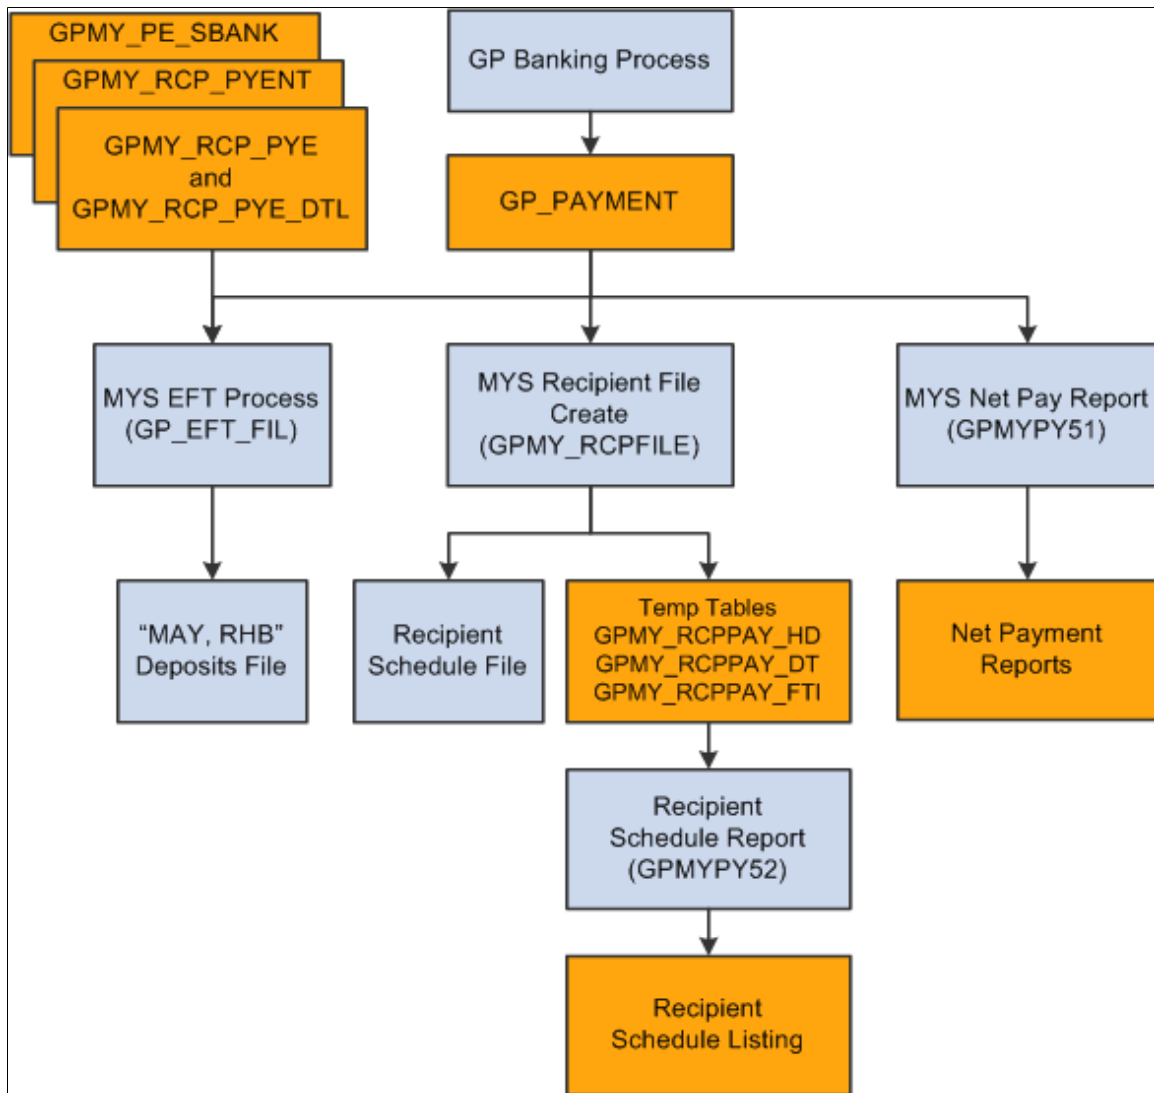 GPMY_PE_SBANK
GPMY_RCP_PYENT
GPMY_RCP_PYE
and
GPMY_RCP_PYE_DTL
GP Banking Process
GP_PAYMENT
MYS EFT Process
(GP_EFT_FIL)
MYS Recipient File
Create
(GPMY_RCPFILE)
MYS Net Pay Report
(GPMYPY51)
“MAY, RHB”
Deposits File
Recipient
Schedule File
Temp Tables
GPMY_RCPPAY_HD
GPMY_RCPPAY_DT
GPMY_RCPPAY_FTI
Net Payment
Reports
Recipient
Schedule Report
(GPMYPY52)
Recipient
Schedule Listing